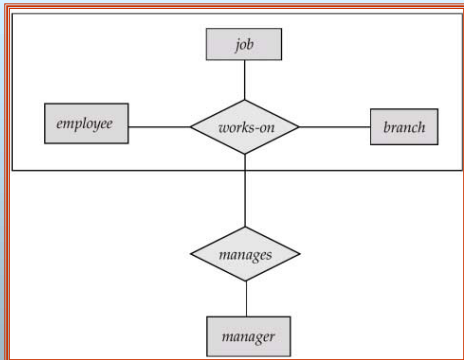 job
employee
works-on
branch
manages
manager